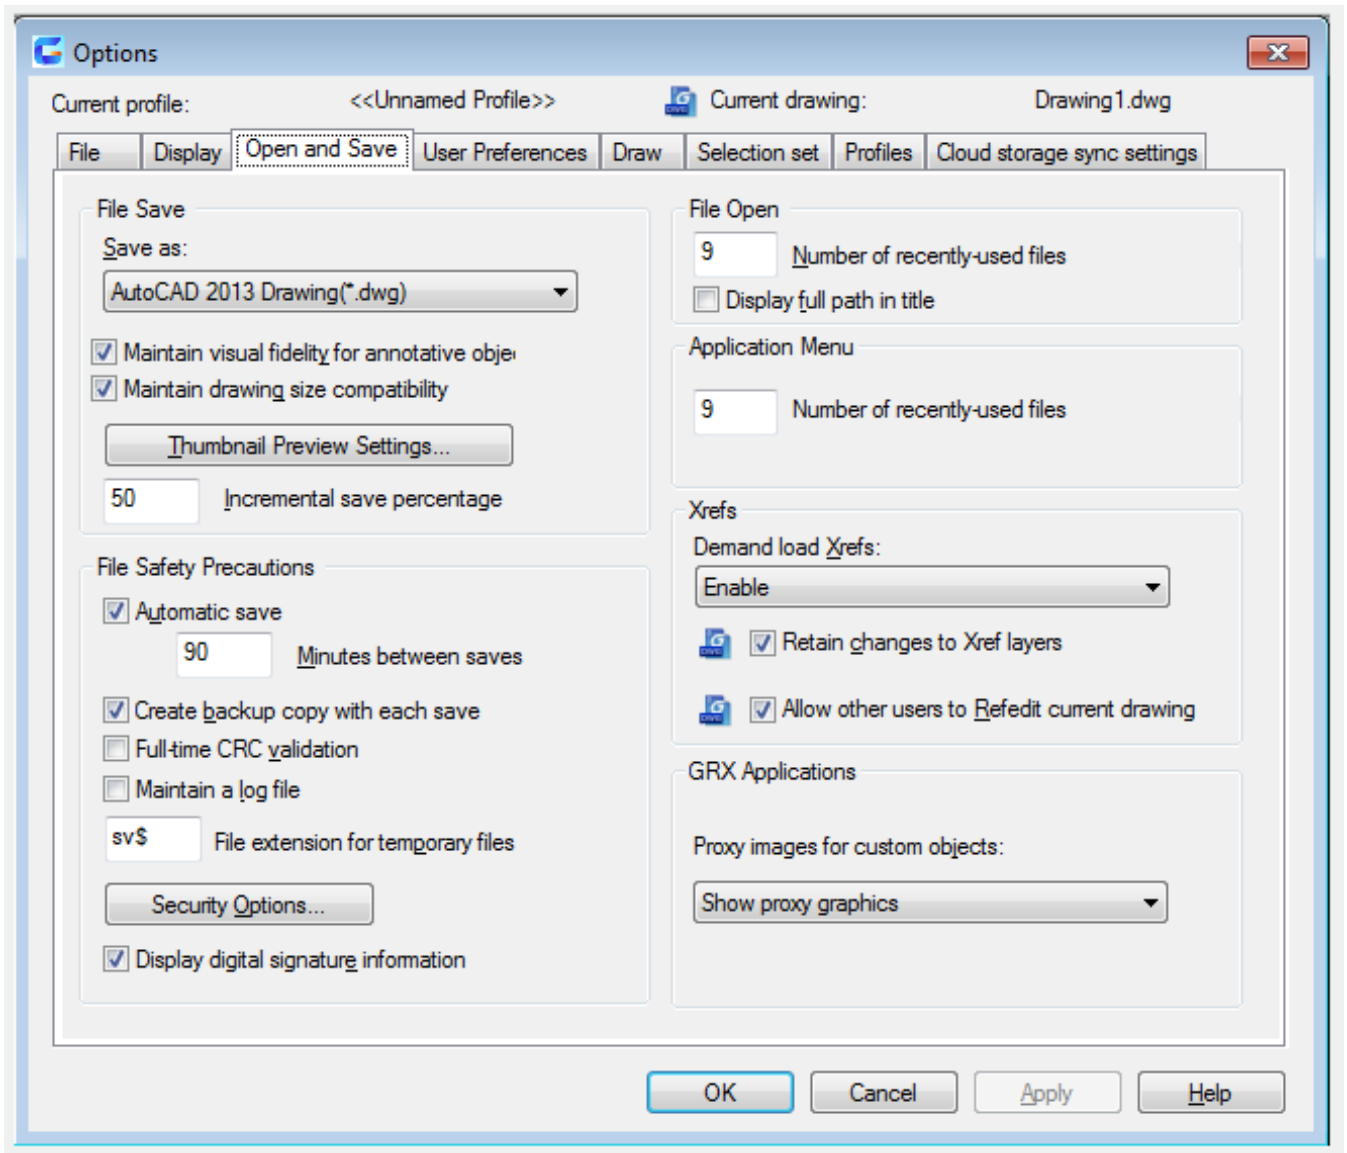 Options
Current profile: <<Unnamed Profile>> Current drawing: Drawing1.dwg
File Display Open and Save User Preferences Draw Selection set Profiles Cloud storage sync settings
File Save
Save as:
AutoCAD 2013 Drawing(*.dwg)
Maintain visual fidelity for annotative obje
Maintain drawing size compatibility
Thumbnail Preview Settings...
50 Incremental save percentage
File Safety Precautions
Automatic save
90 Minutes between saves
Create backup copy with each save
Full-time CRC validation
Maintain a log file
sv$ File extension for temporary files
Security Options...
Display digital signature information
File Open
9 Number of recently-used files
Display full path in title
Application Menu
9 Number of recently-used files
Xrefs
Demand load Xrefs:
Enable
Retain changes to Xref layers
Allow other users to Refedit current drawing
GRX Applications
Proxy images for custom objects:
Show proxy graphics
OK Cancel Apply Help